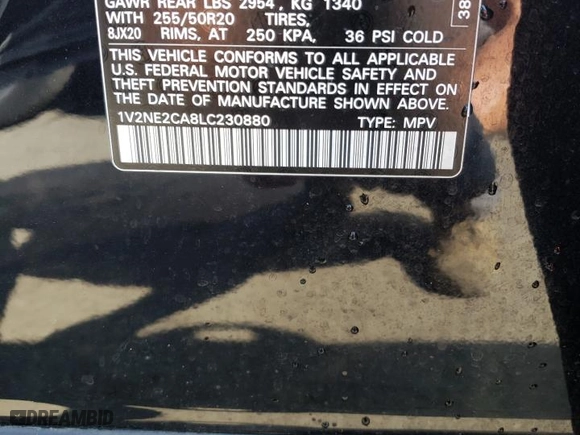 GAWR REAR LBS 2954, KG 1340
WITH 255/50R20 TIRES,
8JX20 RIMS, AT 250 KPA, 36 PSI COLD
THIS VEHICLE CONFORMS TO ALL APPLICABLE
U.S. FEDERAL MOTOR VEHICLE SAFETY AND
THEFT PREVENTION STANDARDS IN EFFECT ON
THE DATE OF MANUFACTURE SHOWN ABOVE.
1V2NE2CA8LC230880 TYPE: MPV
DREAMBID